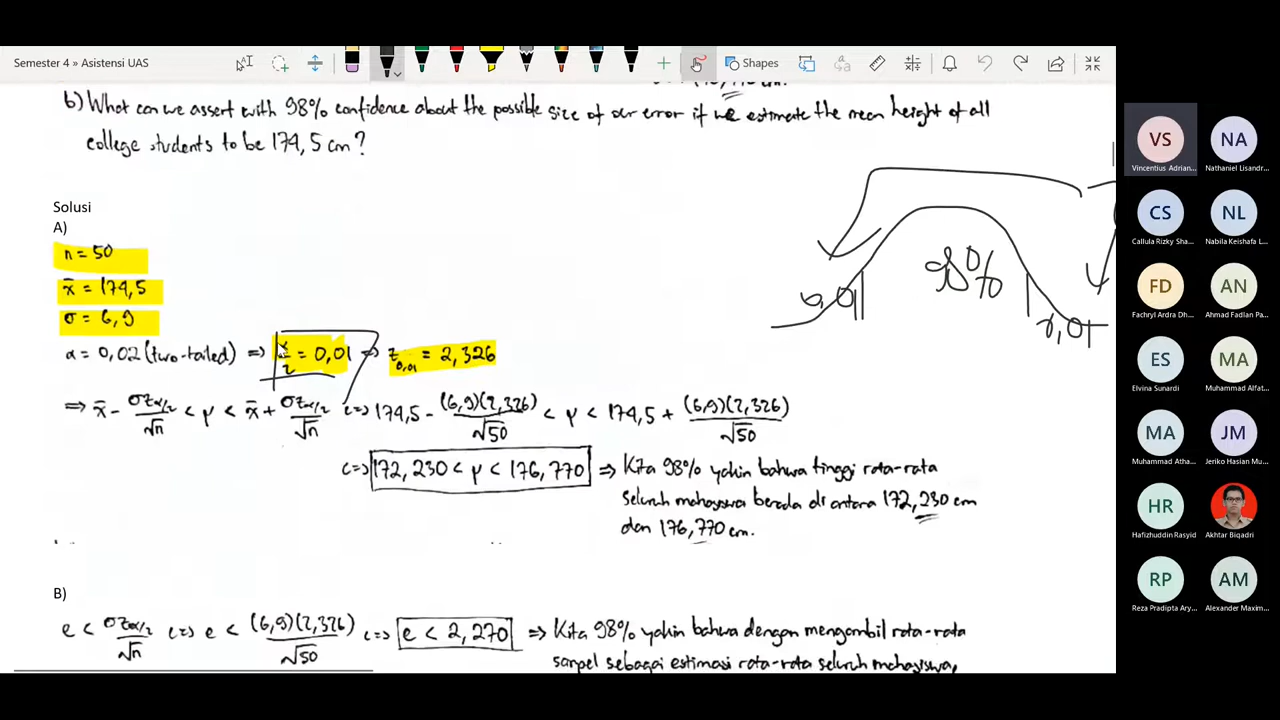 Semester 4 » Asistensi UAS
Shapes
b) What can we assert with 98% confidence about the possible size of our error if we estimate the mean height of all
college students to be 174,5 cm?
Solusi
A)
n = 50
x̄ = 174,5
σ = 6,9
98%
0,01
0,01
α = 0,02 (two-tailed) => α/2 = 0,01 => z0,01 = 2,326
=> x̄ - σzα/2/√n < μ < x̄ + σzα/2/√n <=> 174,5 - (6,9)(2,326)/√50 < μ < 174,5 + (6,9)(2,326)/√50
<=> 172,230 < μ < 176,770 => Kita 98% yakin bahwa tinggi rata-rata
seluruh mahasiswa berada di antara 172,230 cm
dan 176,770 cm.
B)
e < σzα/2/√n <=> e < (6,9)(2,326)/√50 <=> e < 2,270 => Kita 98% yakin bahwa dengan mengambil rata-rata
sampel sebagai estimasi rata-rata seluruh mahasiswa,
VS NA
Vincentius Adrian... Nathaniel Lisandr...
CS NL
Callula Rizky Sha... Nabila Keishafa L...
FD AN
Fachryl Ardra Dh... Ahmad Fadlan Pa...
ES MA
Elvina Sunardi Muhammad Alfat...
MA JM
Muhammad Atha... Jeriko Hasian Mu...
HR
Hafizhuddin Rasyid Akhtar Biqadri
RP AM
Reza Pradipta Ary... Alexander Maxim...